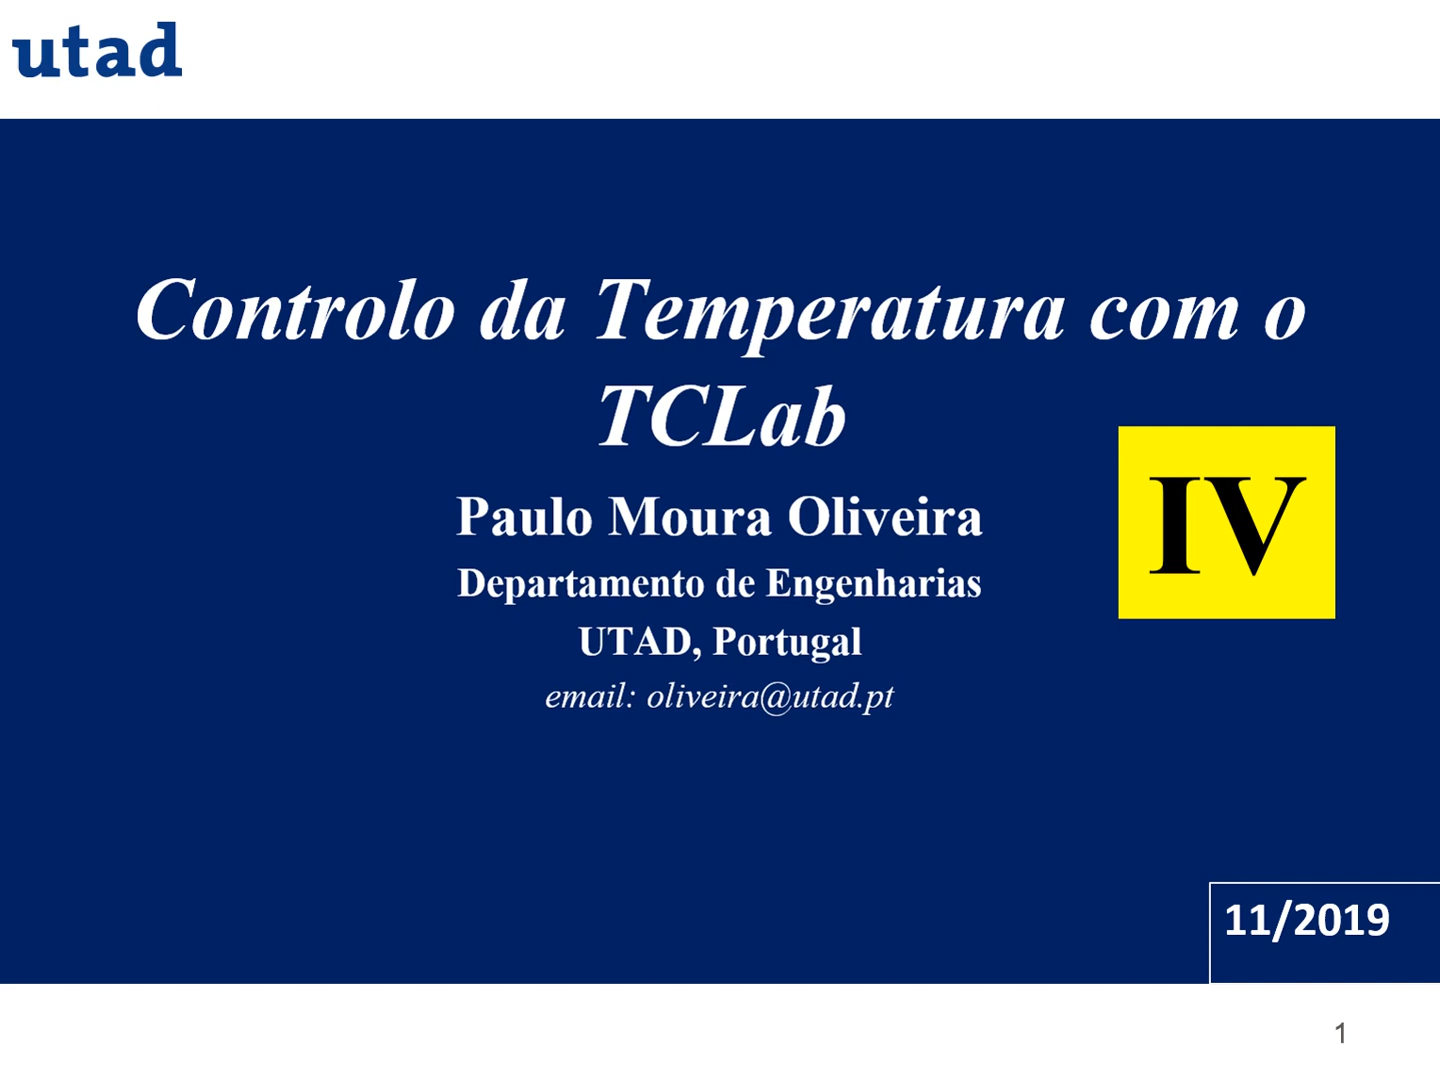 utad
Controlo da Temperatura com o
TCLab
IV
Paulo Moura Oliveira
Departamento de Engenharias
UTAD, Portugal
email: oliveira@utad.pt
11/2019
1